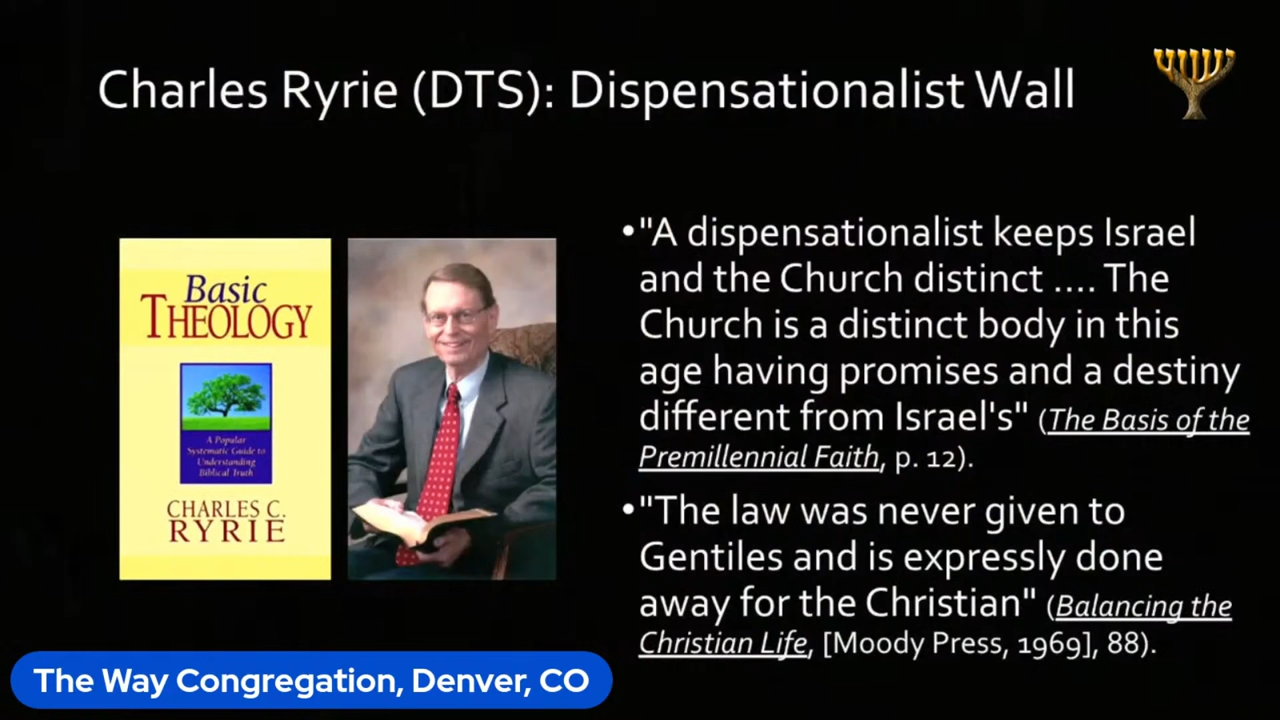 Charles Ryrie (DTS): Dispensationalist Wall
Basic
THEOLOGY
A Popular
Systematic Guide to
Understanding
Biblical Truth
CHARLES C.
RYRIE
•"A dispensationalist keeps Israel
and the Church distinct .... The
Church is a distinct body in this
age having promises and a destiny
different from Israel's" (The Basis of the
Premillennial Faith, p. 12).
•"The law was never given to
Gentiles and is expressly done
away for the Christian" (Balancing the
Christian Life, [Moody Press, 1969], 88).
The Way Congregation, Denver, CO